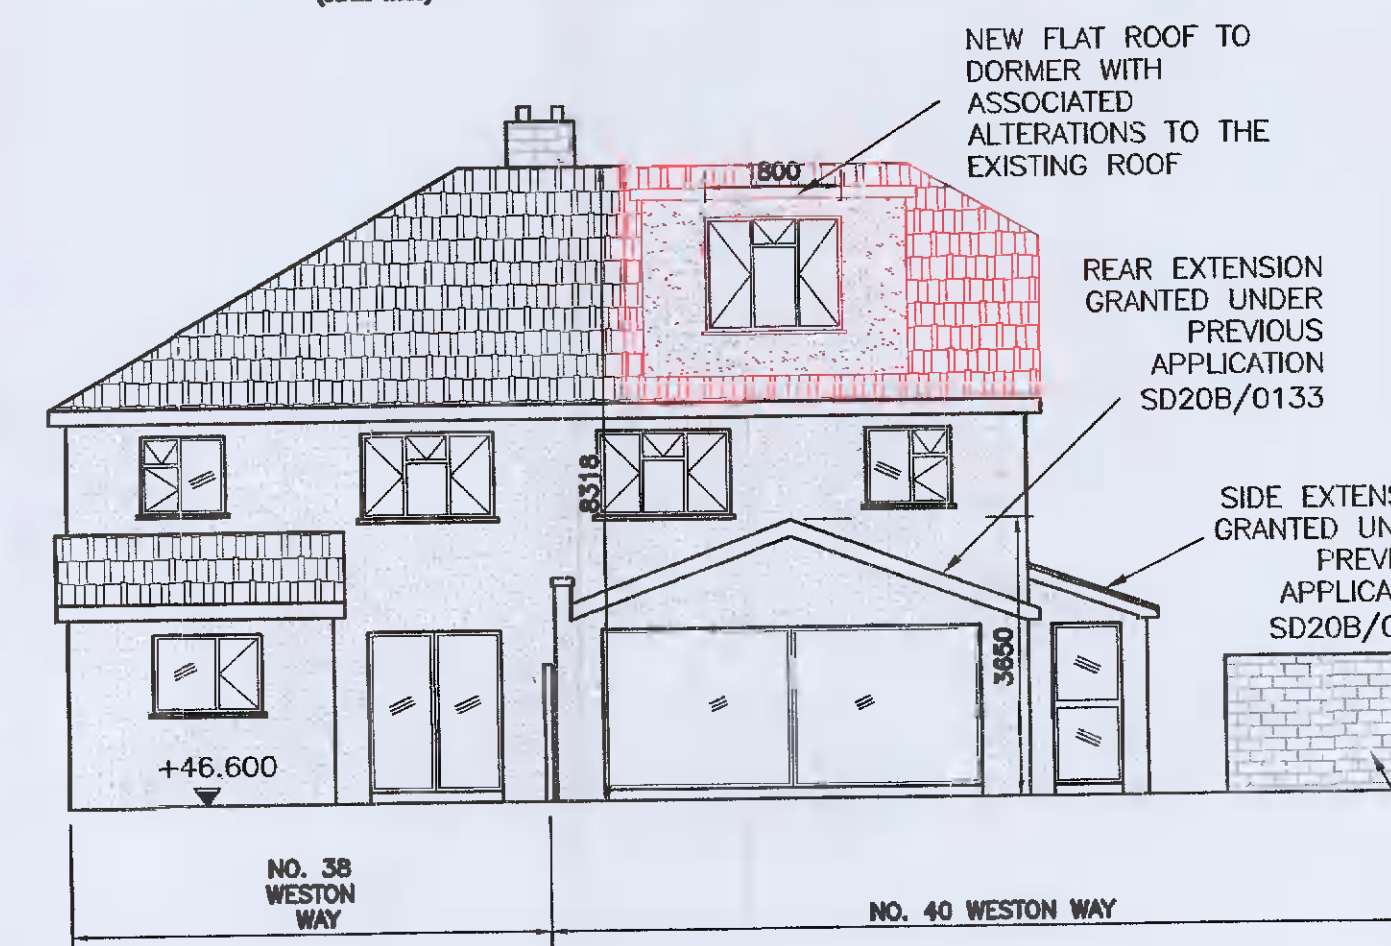 NEW FLAT ROOF TO
DORMER WITH
ASSOCIATED
ALTERATIONS TO THE
EXISTING ROOF
1800
REAR EXTENSION
GRANTED UNDER
PREVIOUS
APPLICATION
SD20B/0133
8318
SIDE EXTENS
GRANTED UN
PREVI
APPLICA
SD20B/0
3650
+46.600
NO. 38
WESTON
WAY
NO. 40 WESTON WAY